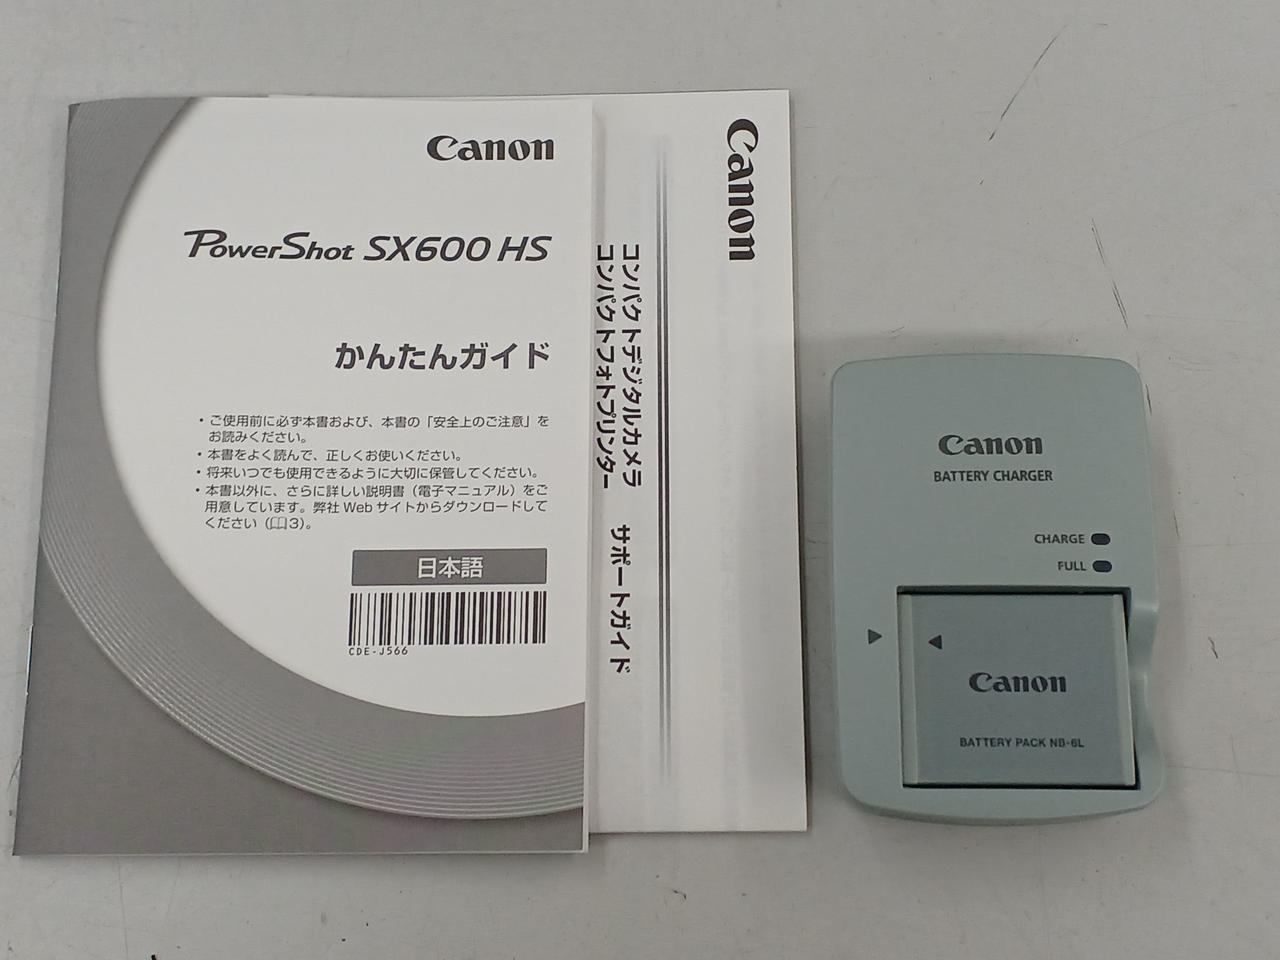 Canon
PowerShot SX600 HS
かんたんガイド
・ご使用前に必ず本書および、本書の「安全上のご注意」を
お読みください。
・本書をよく読んで、正しくお使いください。
・将来いつでも使用できるように大切に保管してください。
・本書以外に、さらに詳しい説明書（電子マニュアル）をご
用意しています。弊社 Web サイトからダウンロードして
ください（3）。
日本語
CDE-J566
Canon
コンパクトデジタルカメラ
コンパクトフォトプリンター
サポートガイド
Canon
BATTERY CHARGER
CHARGE
FULL
Canon
BATTERY PACK NB-6L